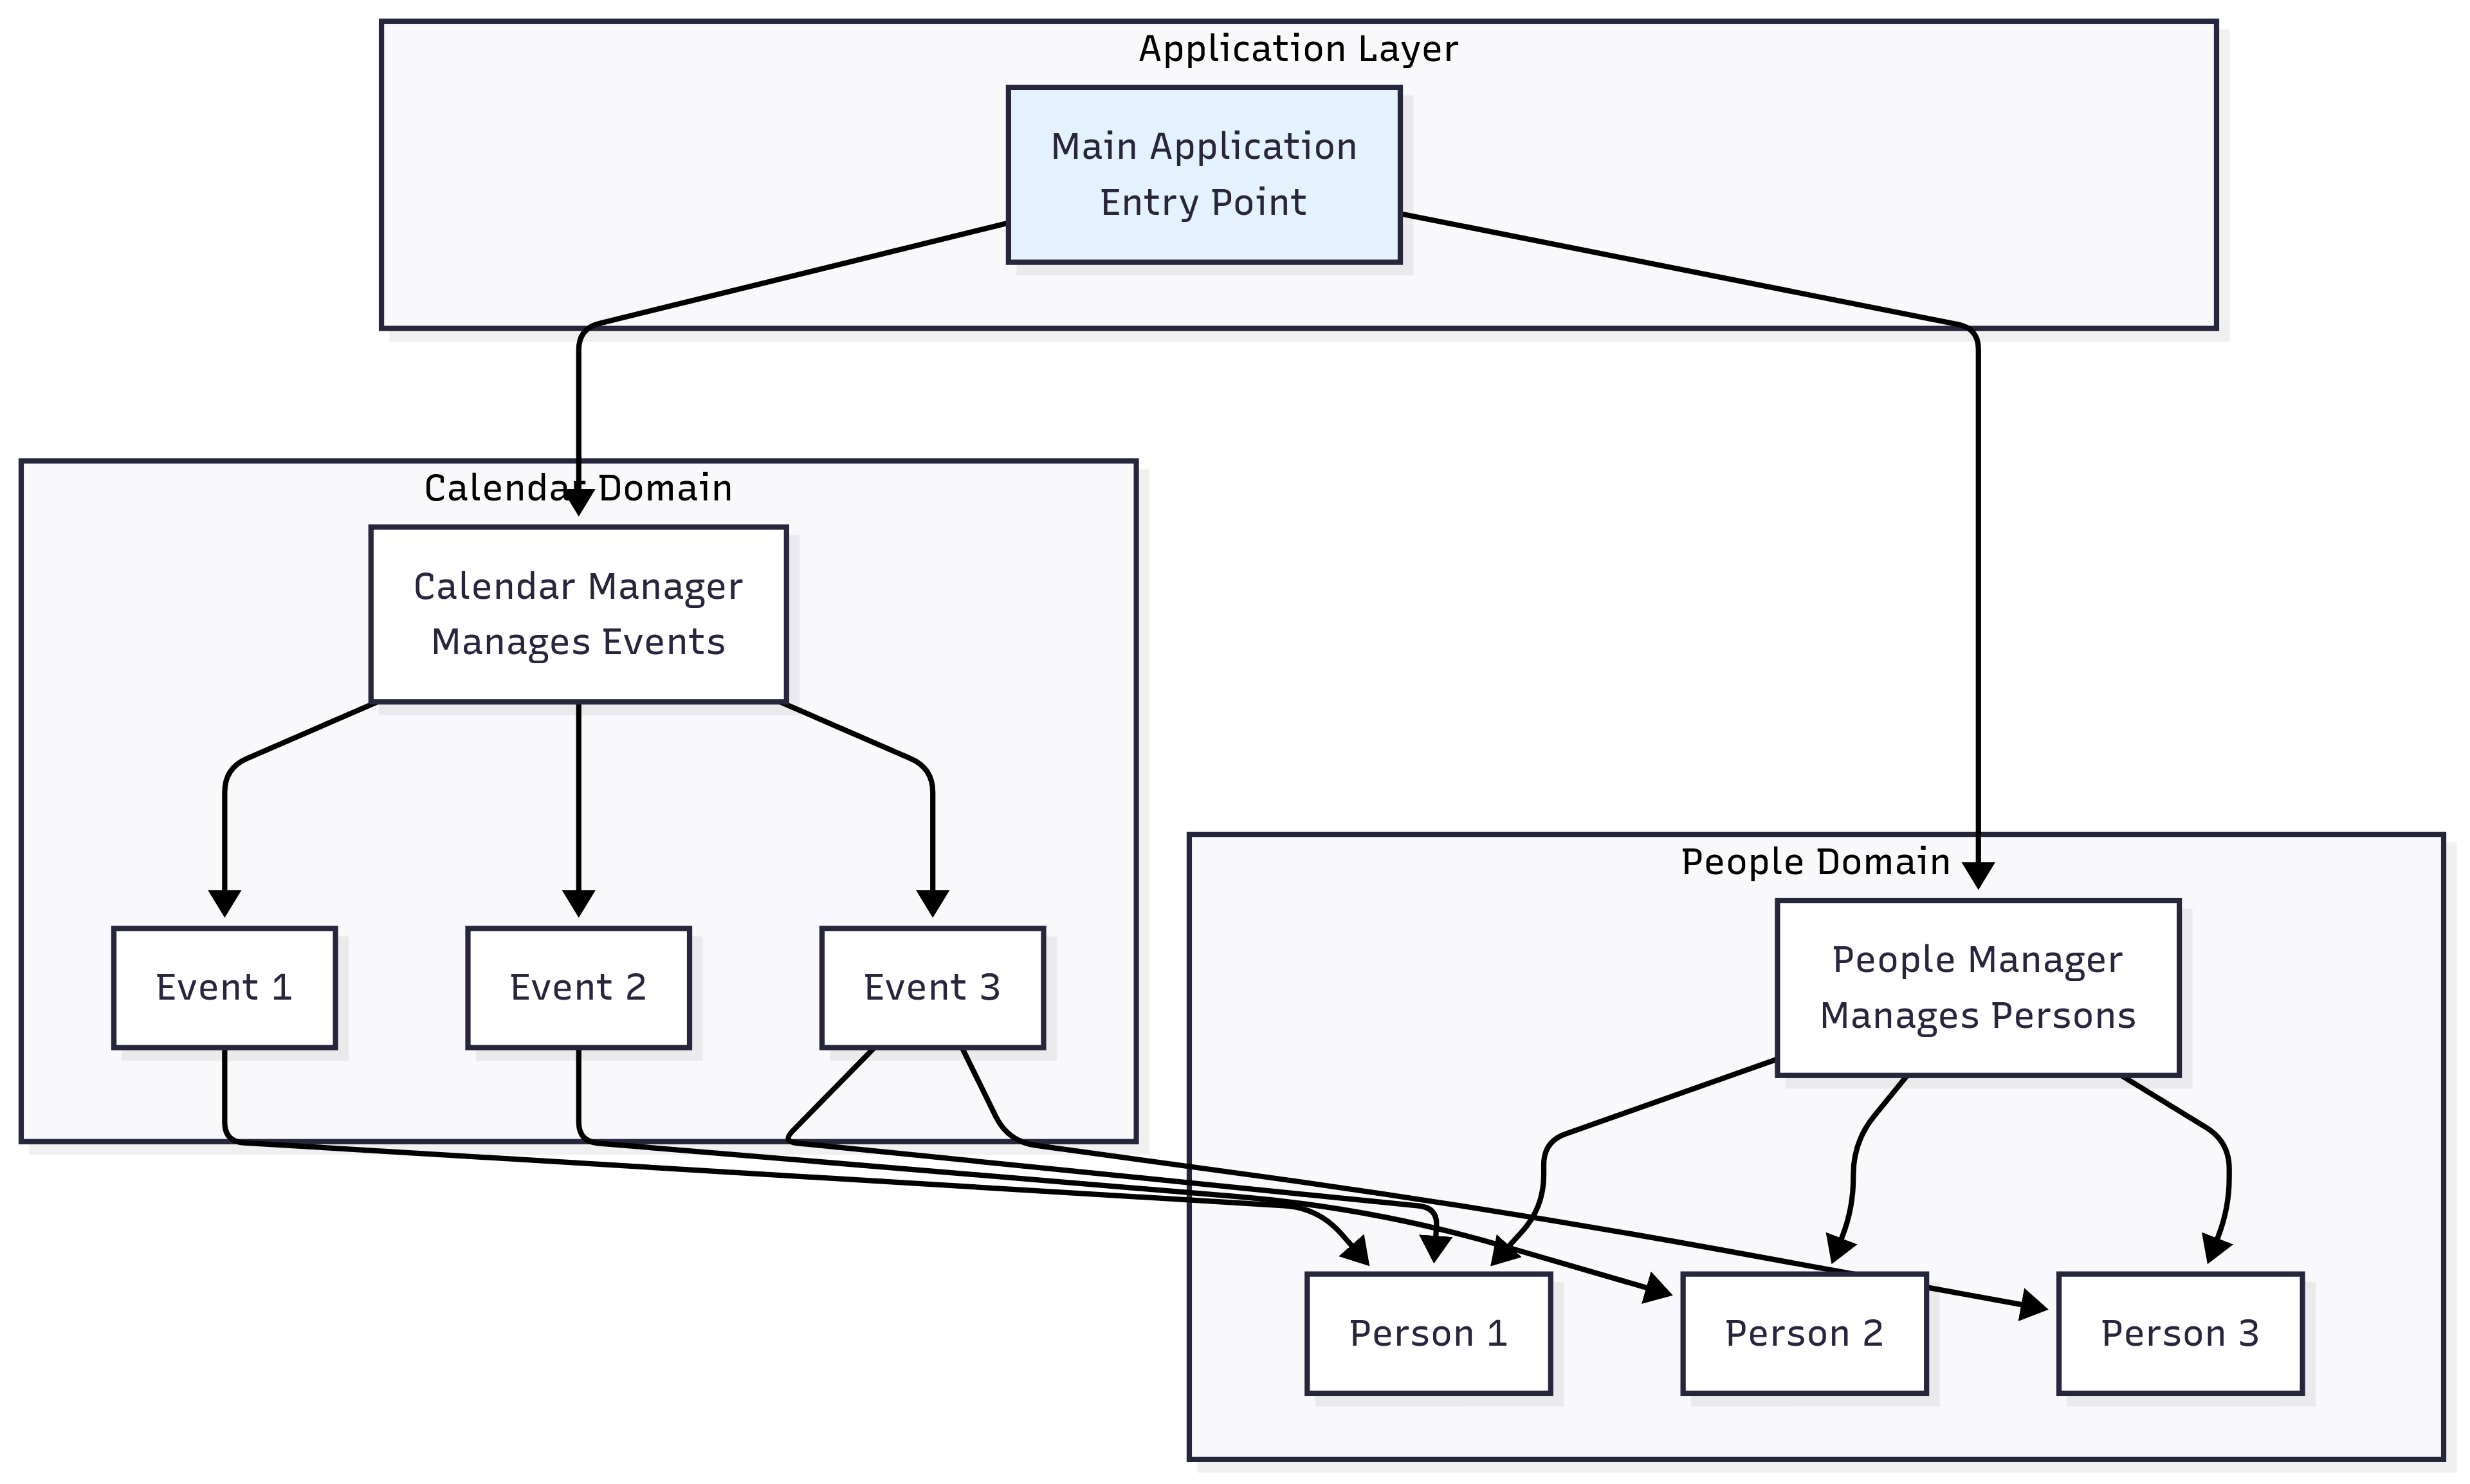 Application Layer
Main Application
Entry Point
Calendar Domain
Calendar Manager
Manages Events
Event 1
Event 2
Event 3
People Domain
People Manager
Manages Persons
Person 1
Person 2
Person 3